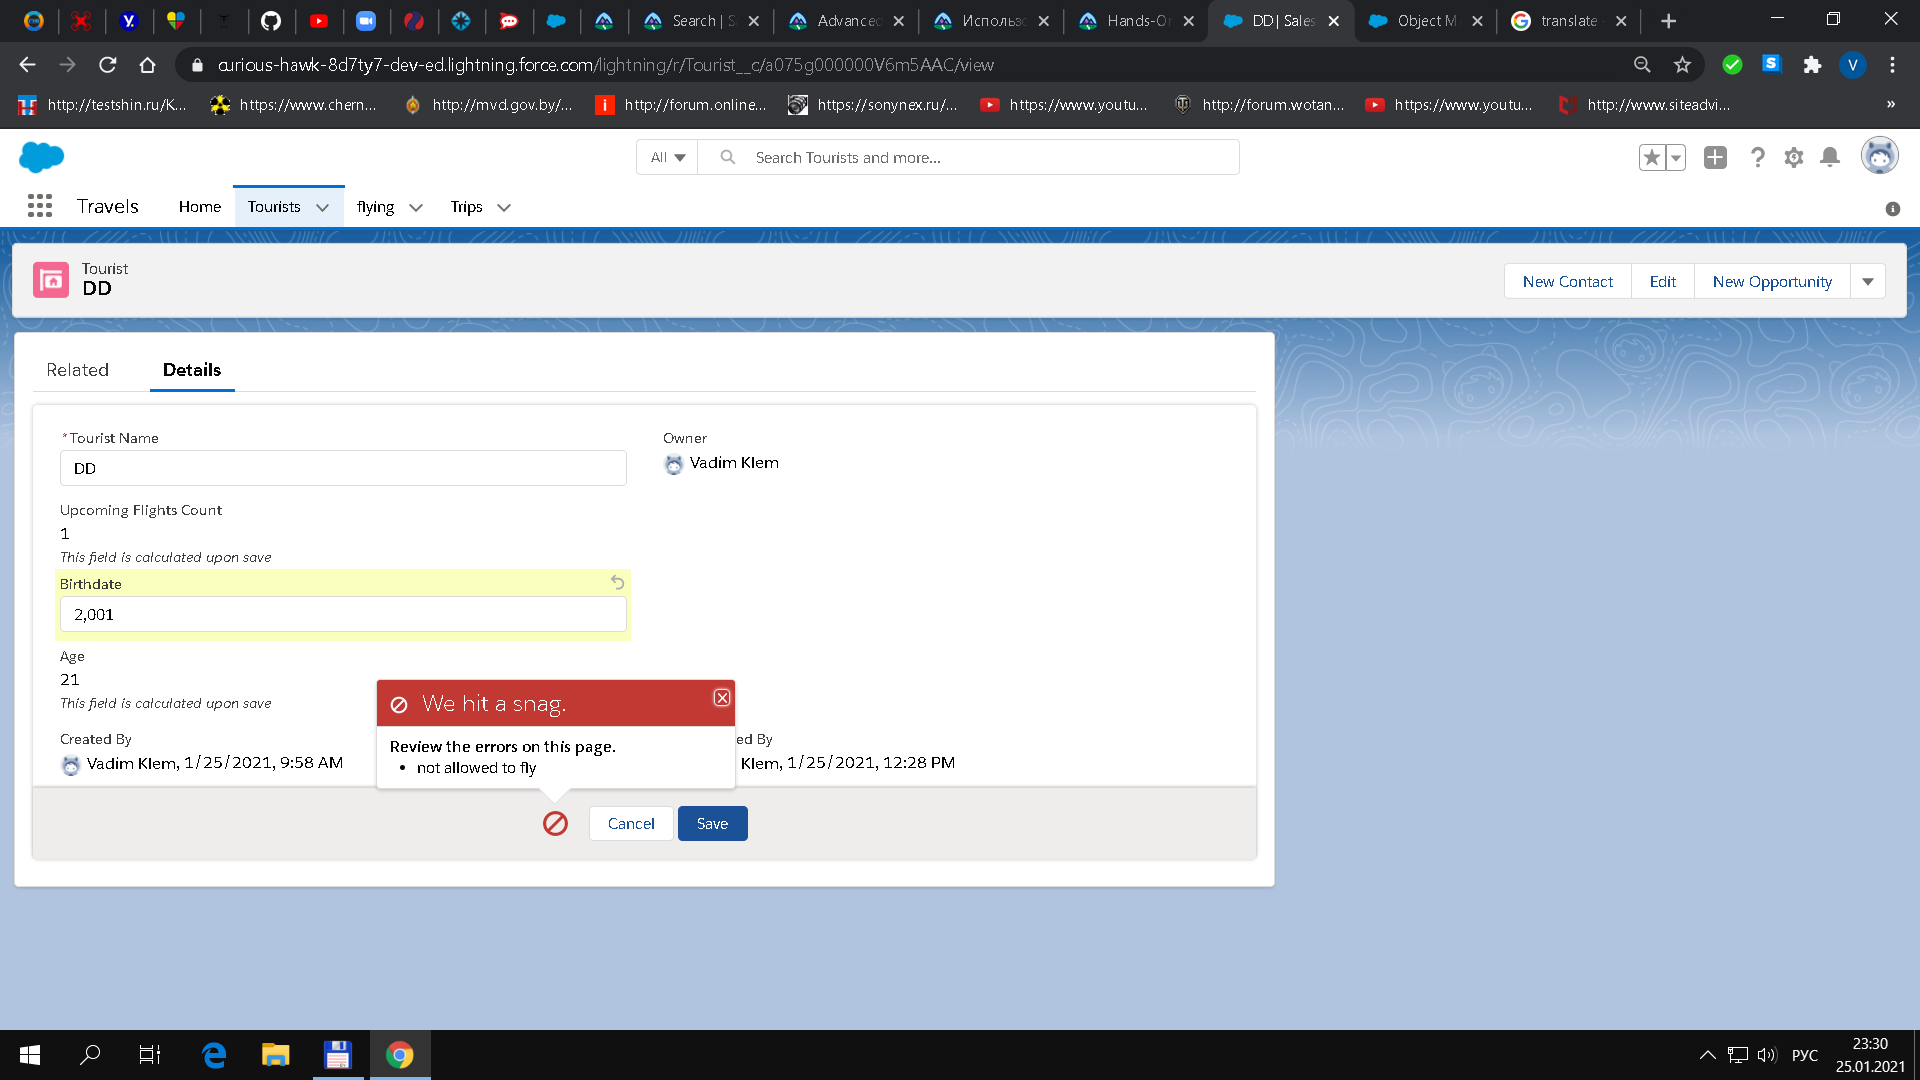 Search | S
Advanced
Использо
Hands-Or
DD | Sales
Object M
translate -
curious-hawk-8d7ty7-dev-ed.lightning.force.com/lightning/r/Tourist__c/a075g000000V6m5AAC/view
http://testshin.ru/K...
https://www.chern...
http://mvd.gov.by/...
http://forum.online...
https://sonynex.ru/...
https://www.youtu...
http://forum.wotan...
https://www.youtu...
http://www.siteadvi...
»
All
Search Tourists and more...
Travels
Home
Tourists
flying
Trips
Tourist
DD
New Contact
Edit
New Opportunity
Related
Details
*Tourist Name
DD
Owner
Vadim Klem
Upcoming Flights Count
1
This field is calculated upon save
Birthdate
2,001
Age
21
This field is calculated upon save
We hit a snag.
Review the errors on this page.
• not allowed to fly
Created By
Vadim Klem, 1/25/2021, 9:58 AM
ed By
Klem, 1/25/2021, 12:28 PM
Cancel
Save
РУС
23:30
25.01.2021